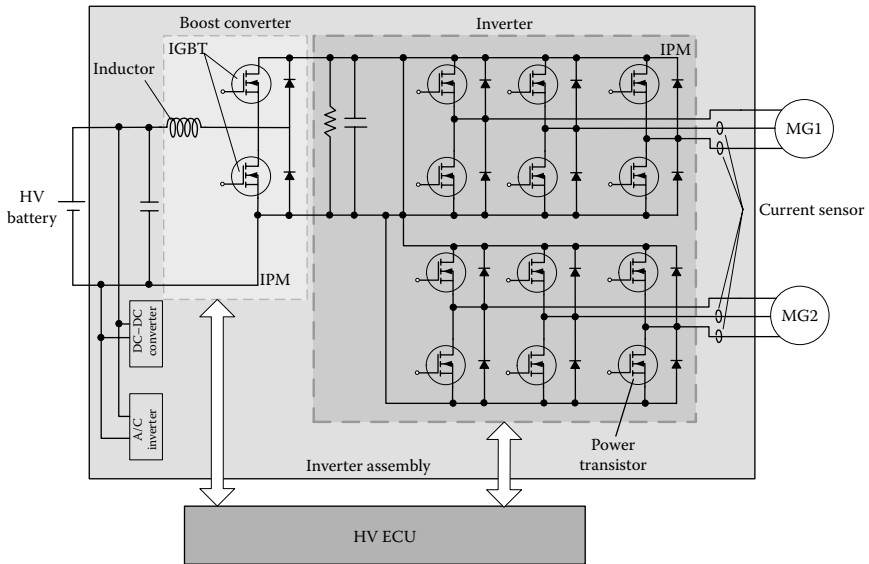 Boost converter
Inverter
IGBT
IPM
Inductor
MG1
HV
battery
Current sensor
IPM
DC–DC
converter
MG2
A/C
inverter
Power
transistor
Inverter assembly
HV ECU